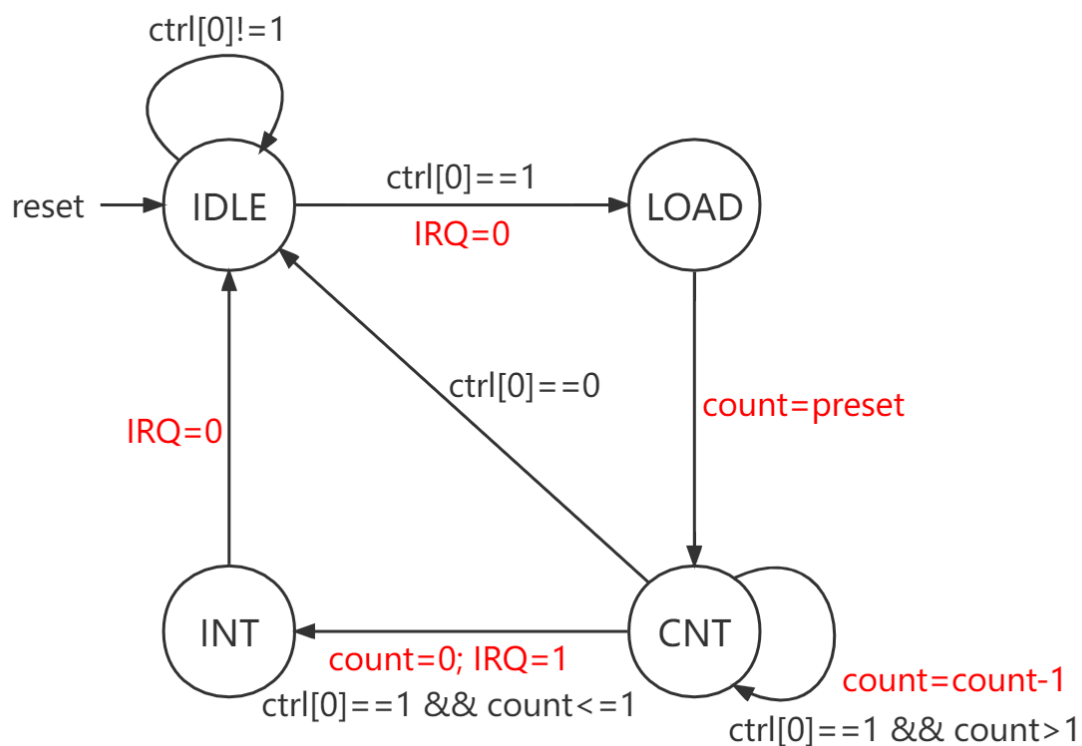 ctrl[0]!=1
reset
IDLE
ctrl[0]==1
IRQ=0
LOAD
ctrl[0]==0
count=preset
IRQ=0
INT
count=0; IRQ=1
ctrl[0]==1 && count<=1
CNT
count=count-1
ctrl[0]==1 && count>1